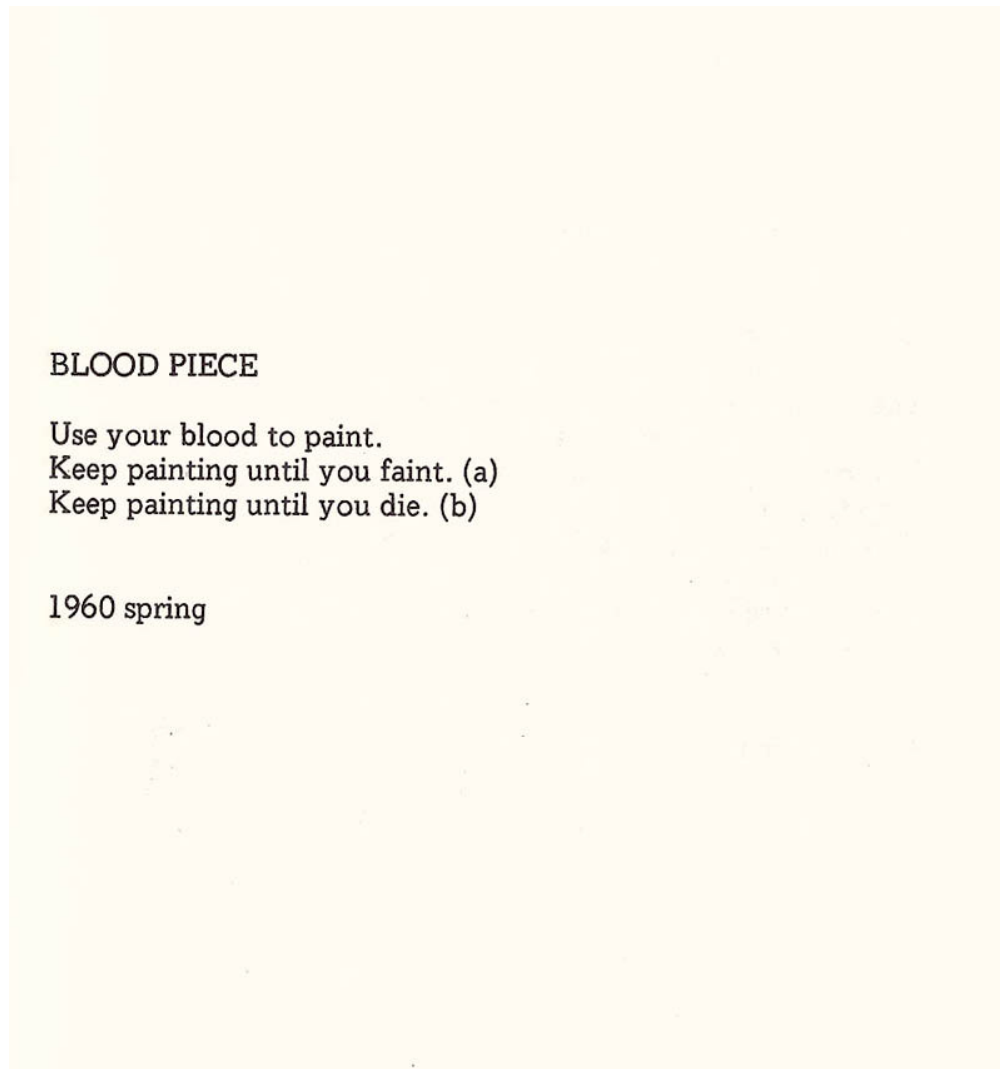 BLOOD PIECE
Use your blood to paint.
Keep painting until you faint. (a)
Keep painting until you die. (b)
1960 spring